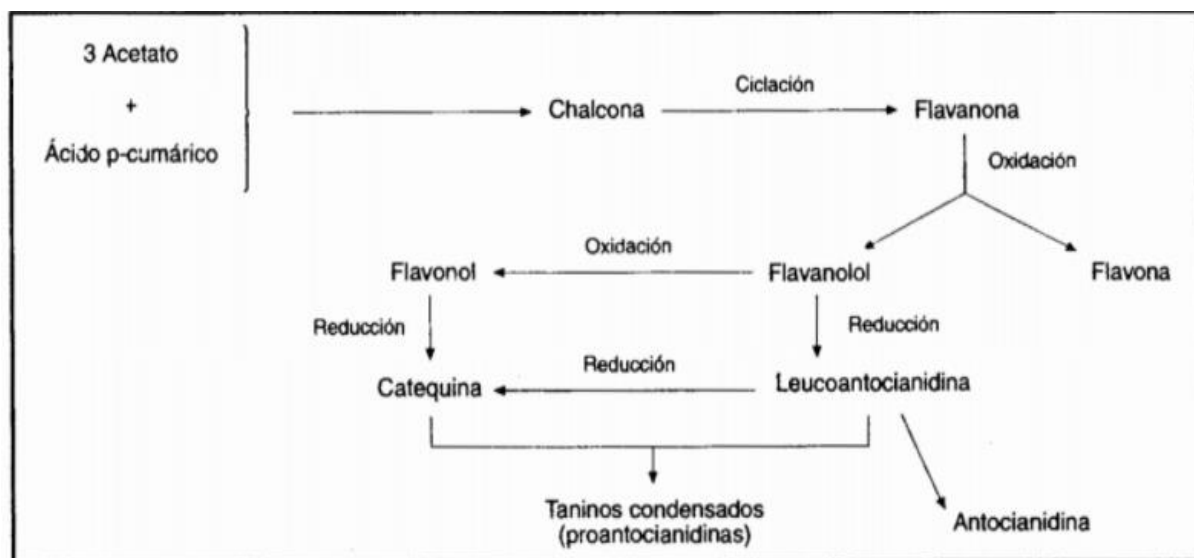 3 Acetato
+
Ácido p-cumárico
Chalcona
Ciclación
Flavanona
Oxidación
Flavonol
Oxidación
Flavanolol
Flavona
Reducción
Reducción
Catequina
Reducción
Leucoantocianidina
Taninos condensados
(proantocianidinas)
Antocianidina